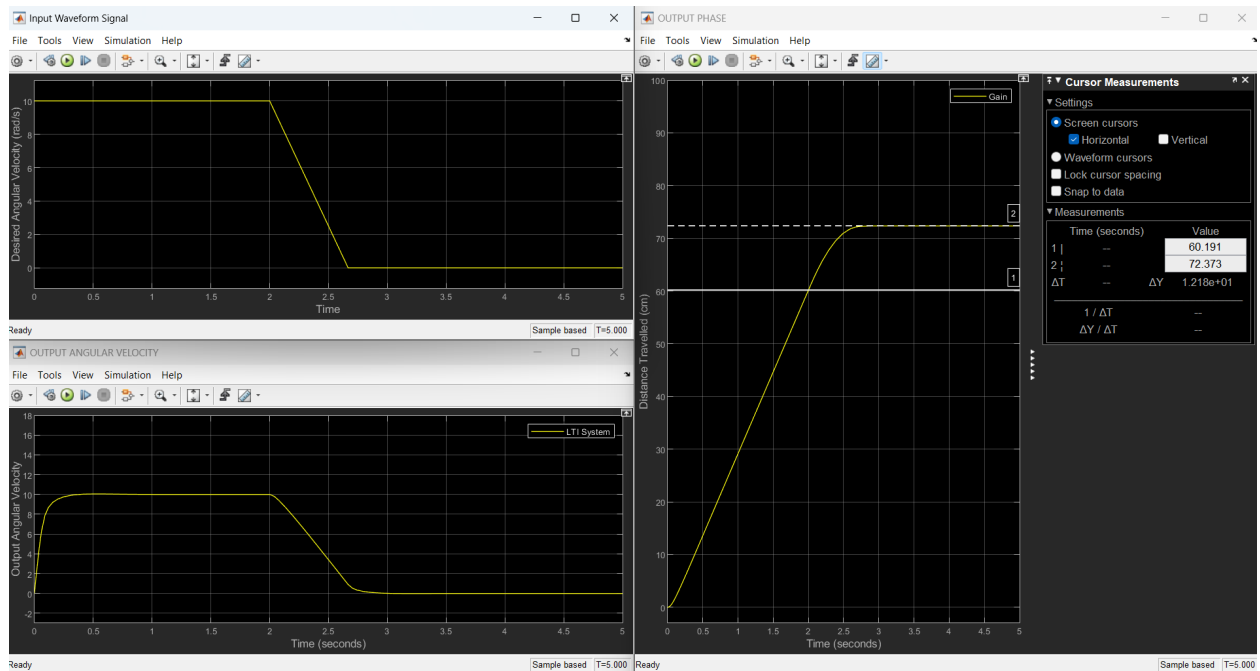 Input Waveform Signal
File Tools View Simulation Help
Desired Angular Velocity (rad/s)
10
8
6
4
2
0
0 0.5 1 1.5 2 2.5 3 3.5 4 4.5 5
Time
Ready
Sample based T=5.000
OUTPUT ANGULAR VELOCITY
File Tools View Simulation Help
LTI System
Output Angular Velocity
18
16
14
12
10
8
6
4
2
0
-2
0 0.5 1 1.5 2 2.5 3 3.5 4 4.5 5
Time (seconds)
Ready
Sample based T=5.000
OUTPUT PHASE
File Tools View Simulation Help
Gain
Distance Travelled (cm)
100
90
80
70
60
50
40
30
20
10
0
2
1
0 0.5 1 1.5 2 2.5 3 3.5 4 4.5 5
Time (seconds)
Cursor Measurements
Settings
Screen cursors
Horizontal Vertical
Waveform cursors
Lock cursor spacing
Snap to data
Measurements
Time (seconds) Value
1 | -- 60.191
2 ¦ -- 72.373
ΔT -- ΔY 1.218e+01
1 / ΔT --
ΔY / ΔT --
Ready
Sample based T=5.000